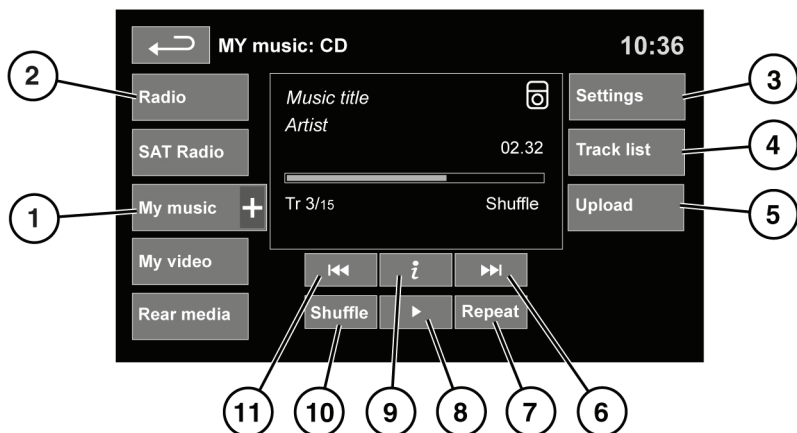 MY music: CD
10:36
2
Radio
Music title
Artist
Settings
3
SAT Radio
02.32
Track list
4
1
My music +
Tr 3/15
Shuffle
Upload
5
My video
i
Rear media
Shuffle
Repeat
11
10
9
8
7
6